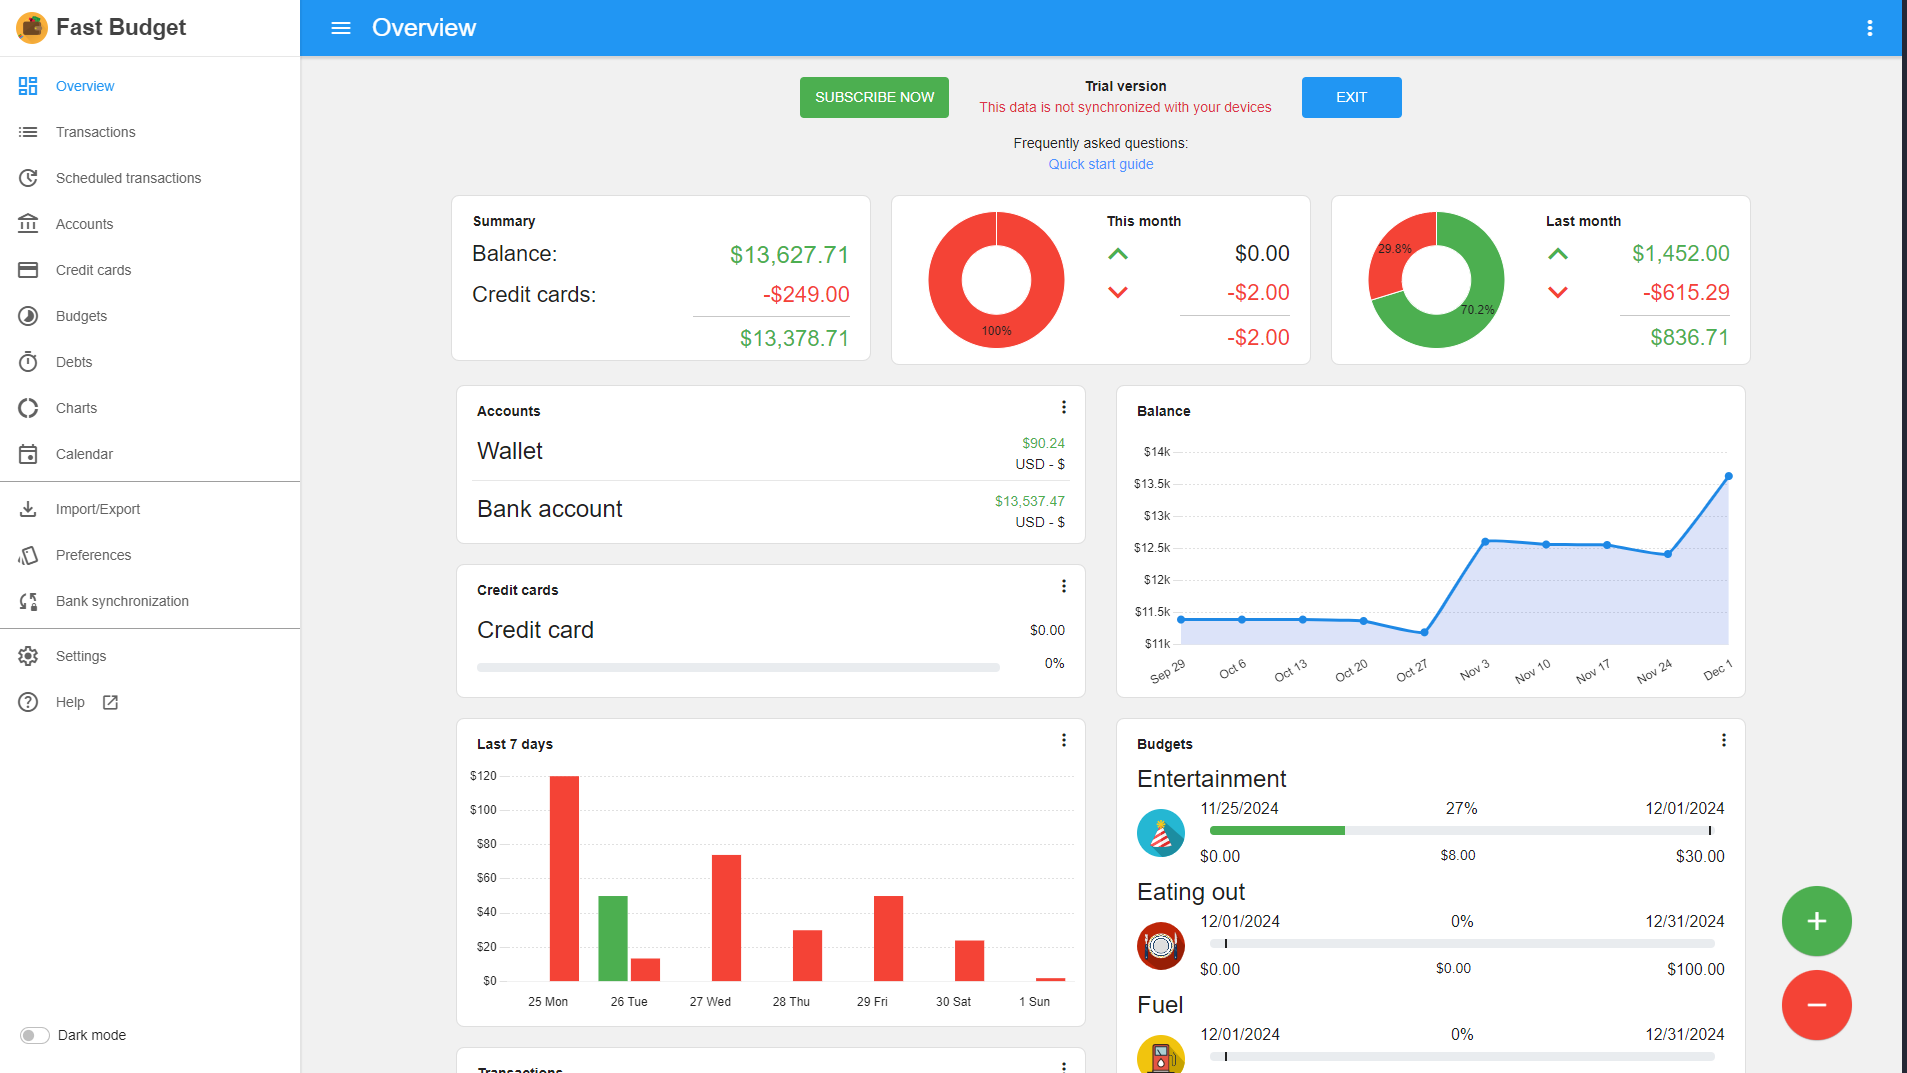 Fast Budget
Overview
Overview
Transactions
Scheduled transactions
Accounts
Credit cards
Budgets
Debts
Charts
Calendar
Import/Export
Preferences
Bank synchronization
Settings
Help
Dark mode
SUBSCRIBE NOW
Trial version
This data is not synchronized with your devices
EXIT
Frequently asked questions:
Quick start guide
Summary
Balance: $13,627.71
Credit cards: -$249.00
$13,378.71
100%
This month
$0.00
-$2.00
-$2.00
29.8%
70.2%
Last month
$1,452.00
-$615.29
$836.71
Accounts
Wallet $90.24
USD - $
Bank account $13,537.47
USD - $
Balance
$14k
$13.5k
$13k
$12.5k
$12k
$11.5k
$11k
Sep 29 Oct 6 Oct 13 Oct 20 Oct 27 Nov 3 Nov 10 Nov 17 Nov 24 Dec 1
Credit cards
Credit card $0.00
0%
Last 7 days
$120
$100
$80
$60
$40
$20
$0
25 Mon 26 Tue 27 Wed 28 Thu 29 Fri 30 Sat 1 Sun
Budgets
Entertainment
11/25/2024 27% 12/01/2024
$0.00 $8.00 $30.00
Eating out
12/01/2024 0% 12/31/2024
$0.00 $0.00 $100.00
Fuel
12/01/2024 0% 12/31/2024
Transactions